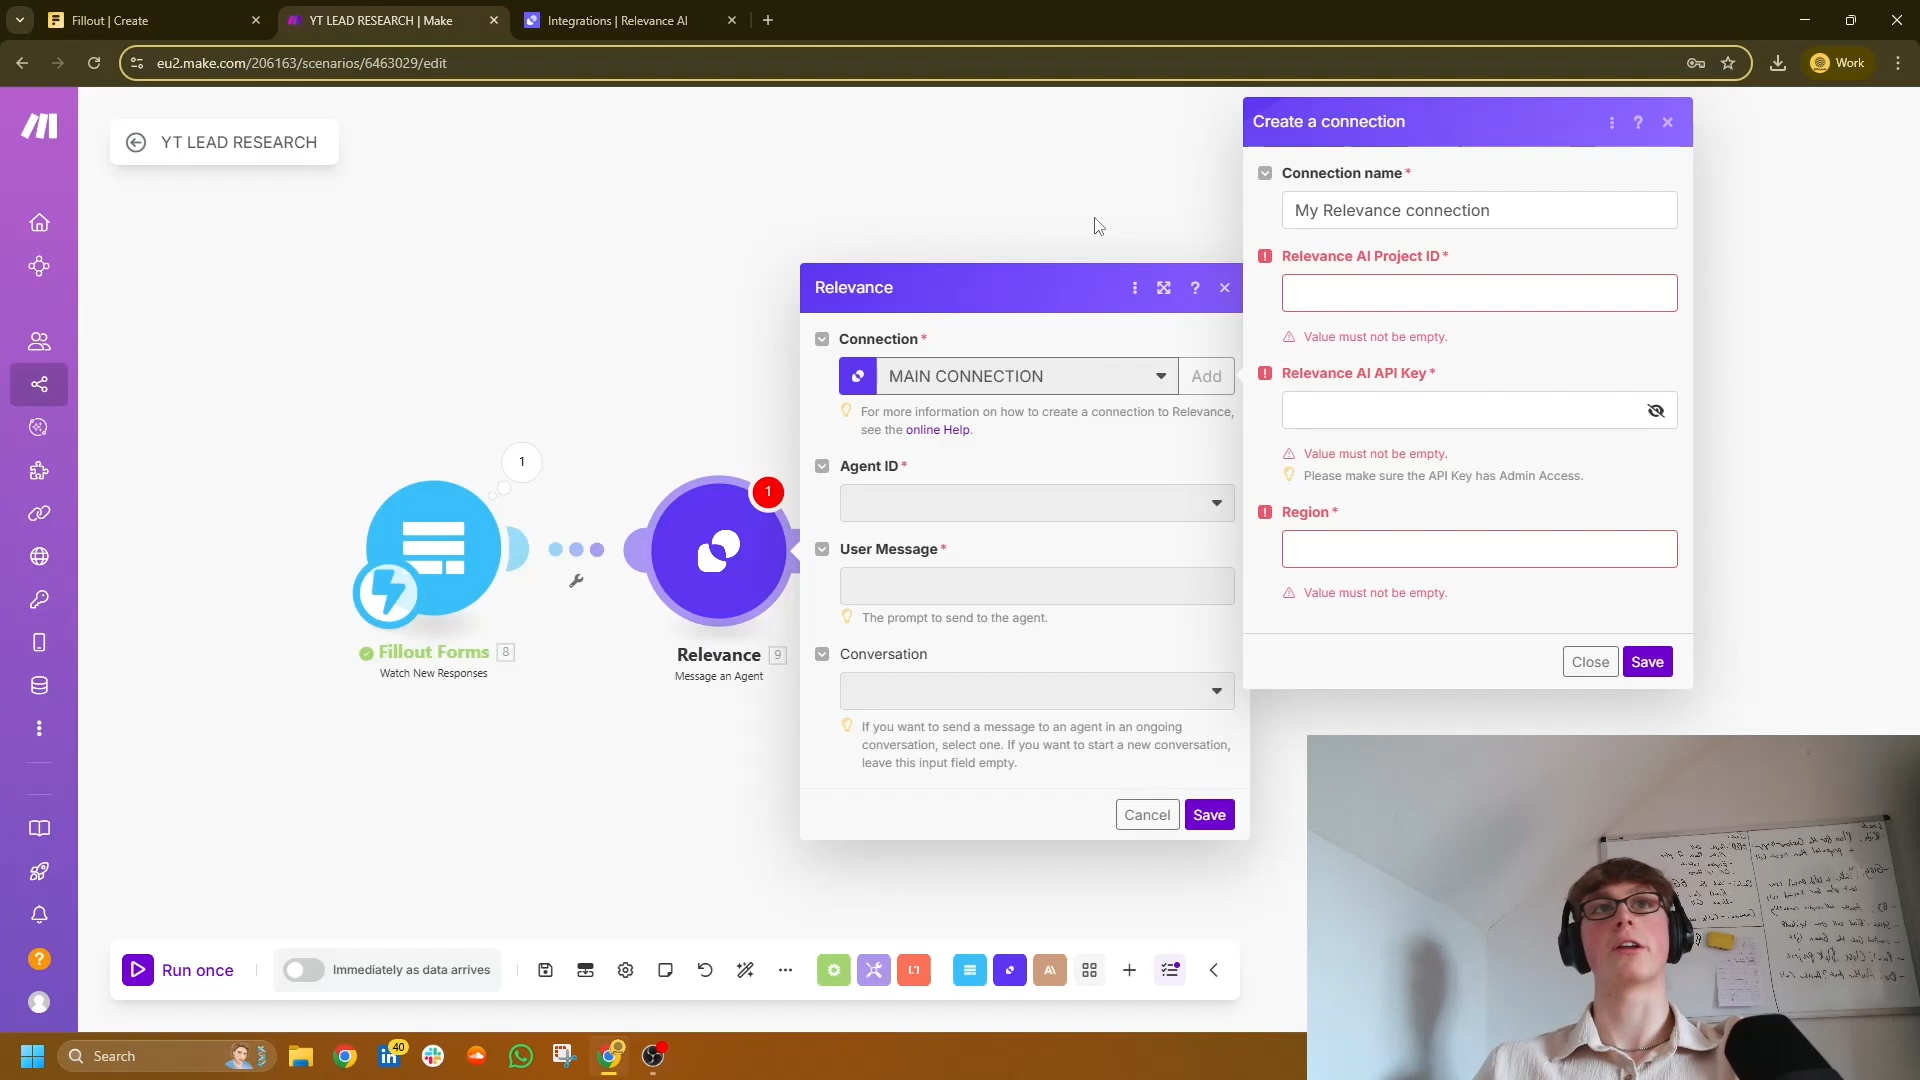 Fillout | Create
YT LEAD RESEARCH | Make
Integrations | Relevance AI
eu2.make.com/206163/scenarios/6463029/edit
Work
YT LEAD RESEARCH
Create a connection
Connection name *
My Relevance connection
Relevance AI Project ID *
Value must not be empty.
Relevance AI API Key *
Value must not be empty.
Please make sure the API Key has Admin Access.
Region *
Value must not be empty.
Close
Save
Relevance
Connection *
MAIN CONNECTION
Add
For more information on how to create a connection to Relevance,
see the online Help.
Agent ID *
User Message *
The prompt to send to the agent.
Conversation
If you want to send a message to an agent in an ongoing
conversation, select one. If you want to start a new conversation,
leave this input field empty.
Cancel
Save
1
Fillout Forms 8
Watch New Responses
1
Relevance 9
Message an Agent
Run once
Immediately as data arrives
Search
40